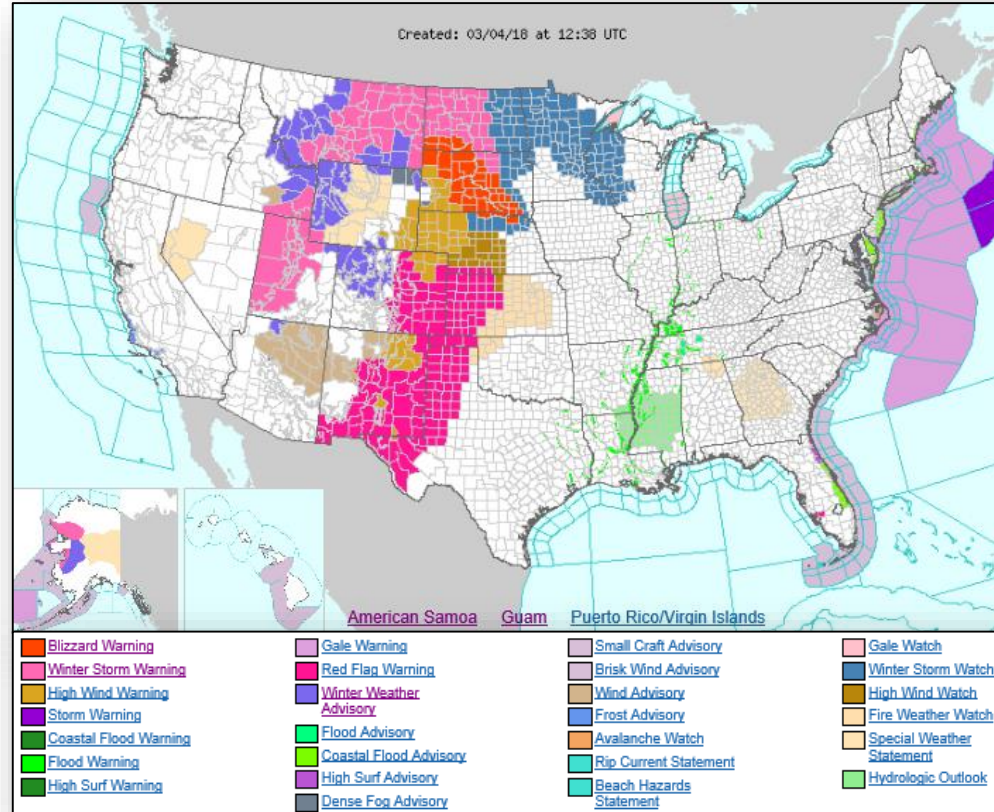 Created: 03/04/18 at 12:38 UTC
American Samoa Guam Puerto Rico/Virgin Islands
Blizzard Warning
Winter Storm Warning
High Wind Warning
Storm Warning
Coastal Flood Warning
Flood Warning
High Surf Warning
Gale Warning
Red Flag Warning
Winter Weather
Advisory
Flood Advisory
Coastal Flood Advisory
High Surf Advisory
Dense Fog Advisory
Small Craft Advisory
Brisk Wind Advisory
Wind Advisory
Frost Advisory
Avalanche Watch
Rip Current Statement
Beach Hazards
Statement
Gale Watch
Winter Storm Watch
High Wind Watch
Fire Weather Watch
Special Weather
Statement
Hydrologic Outlook